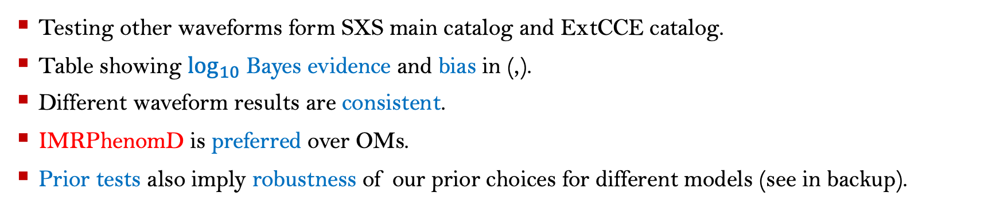 Testing other waveforms form SXS main catalog and ExtCCE catalog.
Table showing log₁₀ Bayes evidence and bias in (,).
Different waveform results are consistent.
IMRPhenomD is preferred over OMs.
Prior tests also imply robustness of our prior choices for different models (see in backup).